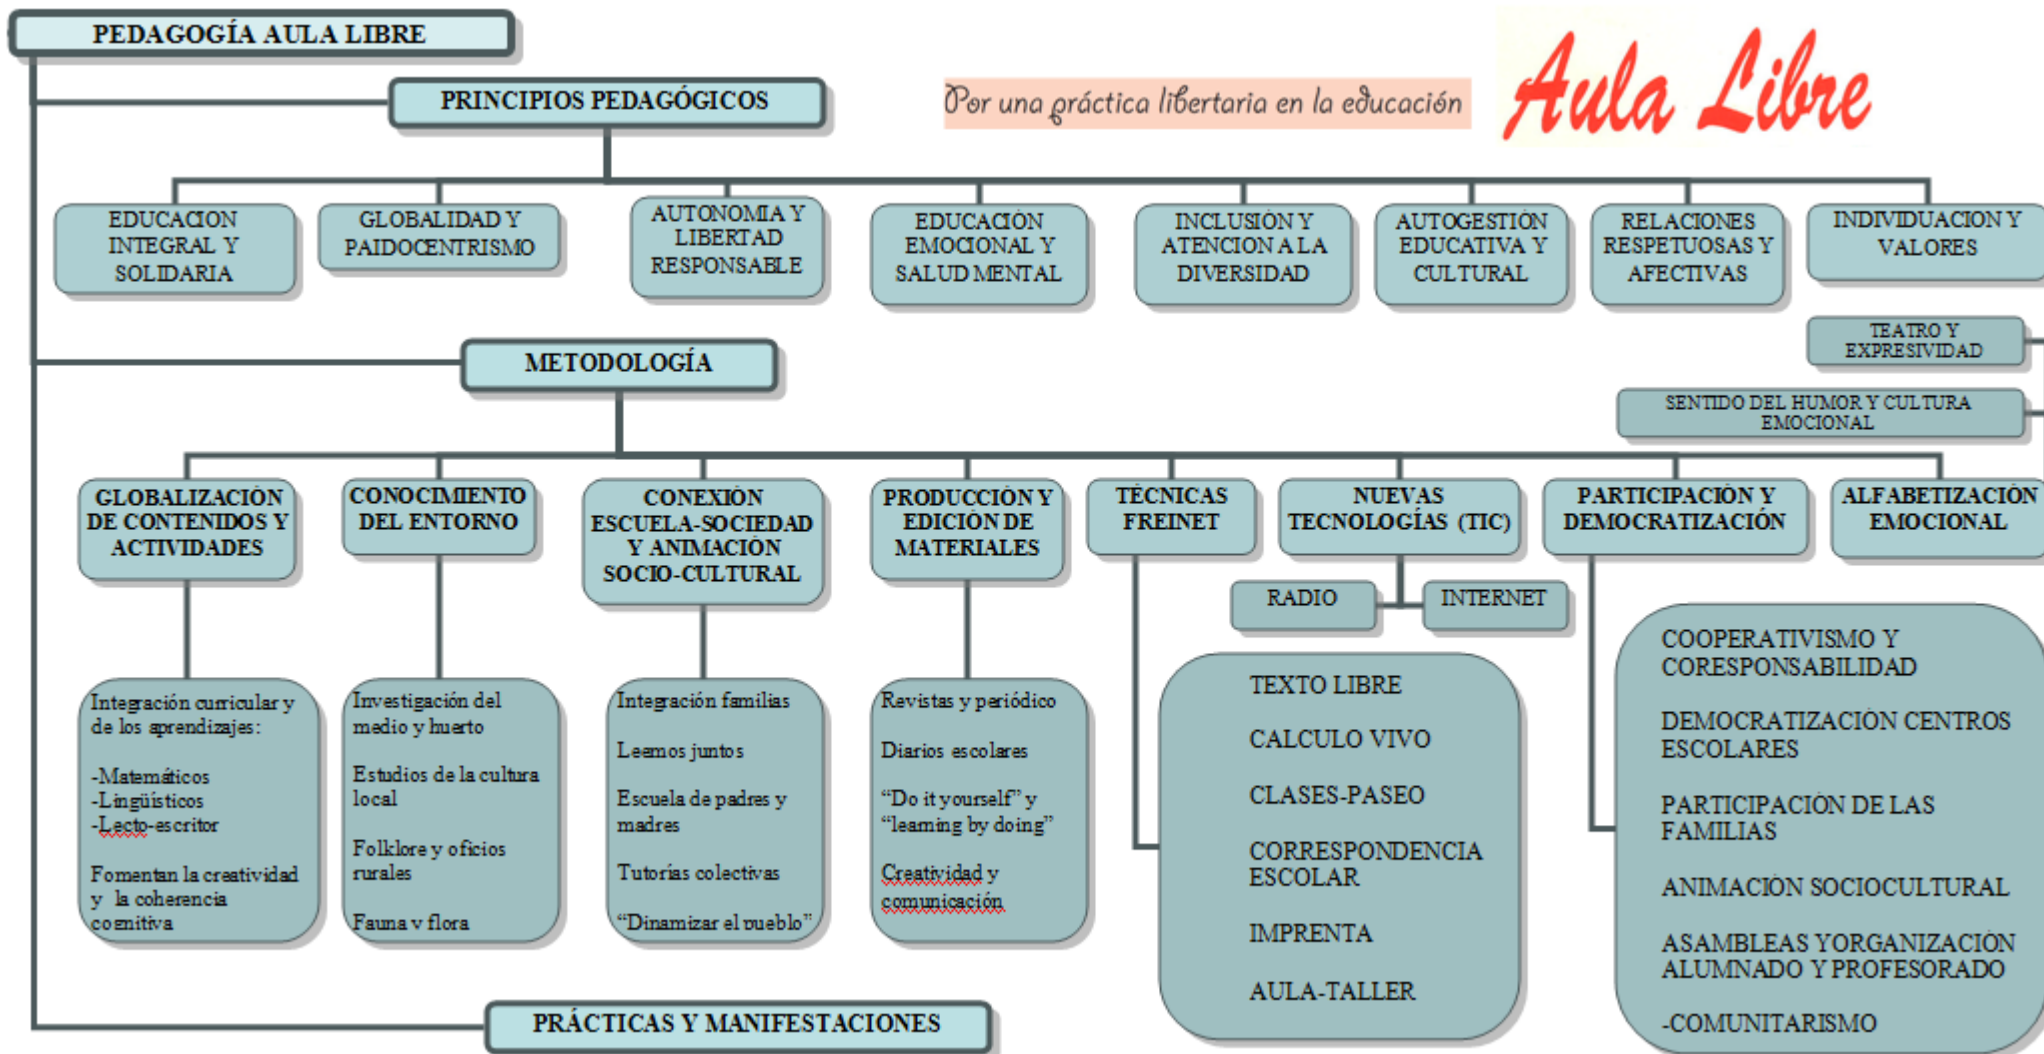 PEDAGOGÍA AULA LIBRE
PRINCIPIOS PEDAGÓGICOS
Por una práctica libertaria en la educación
Aula Libre
EDUCACION
INTEGRAL Y
SOLIDARIA
GLOBALIDAD Y
PAIDOCENTRISMO
AUTONOMIA Y
LIBERTAD
RESPONSABLE
EDUCACIÓN
EMOCIONAL Y
SALUD MENTAL
INCLUSIÓN Y
ATENCION A LA
DIVERSIDAD
AUTOGESTIÓN
EDUCATIVA Y
CULTURAL
RELACIONES
RESPETUOSAS Y
AFECTIVAS
INDIVIDUACION Y
VALORES
METODOLOGÍA
TEATRO Y
EXPRESIVIDAD
SENTIDO DEL HUMOR Y CULTURA
EMOCIONAL
GLOBALIZACIÓN
DE CONTENIDOS Y
ACTIVIDADES
CONOCIMIENTO
DEL ENTORNO
CONEXIÓN
ESCUELA-SOCIEDAD
Y ANIMACIÓN
SOCIO-CULTURAL
PRODUCCIÓN Y
EDICIÓN DE
MATERIALES
TÉCNICAS
FREINET
NUEVAS
TECNOLOGÍAS (TIC)
PARTICIPACIÓN Y
DEMOCRATIZACIÓN
ALFABETIZACIÓN
EMOCIONAL
RADIO
INTERNET
Integración curricular y
de los aprendizajes:
-Matemáticos
-Lingüísticos
-Lecto-escritor
Fomentan la creatividad
y la coherencia
cognitiva
Investigación del
medio y huerto
Estudios de la cultura
local
Folklore y oficios
rurales
Fauna y flora
Integración familias
Leemos juntos
Escuela de padres y
madres
Tutorías colectivas
“Dinamizar el pueblo”
Revistas y periódico
Diarios escolares
“Do it yourself” y
“learning by doing”
Creatividad y
comunicación
TEXTO LIBRE
CALCULO VIVO
CLASES-PASEO
CORRESPONDENCIA
ESCOLAR
IMPRENTA
AULA-TALLER
COOPERATIVISMO Y
CORESPONSABILIDAD
DEMOCRATIZACIÓN CENTROS
ESCOLARES
PARTICIPACIÓN DE LAS
FAMILIAS
ANIMACIÓN SOCIOCULTURAL
ASAMBLEAS YORGANIZACIÓN
ALUMNADO Y PROFESORADO
-COMUNITARISMO
PRÁCTICAS Y MANIFESTACIONES